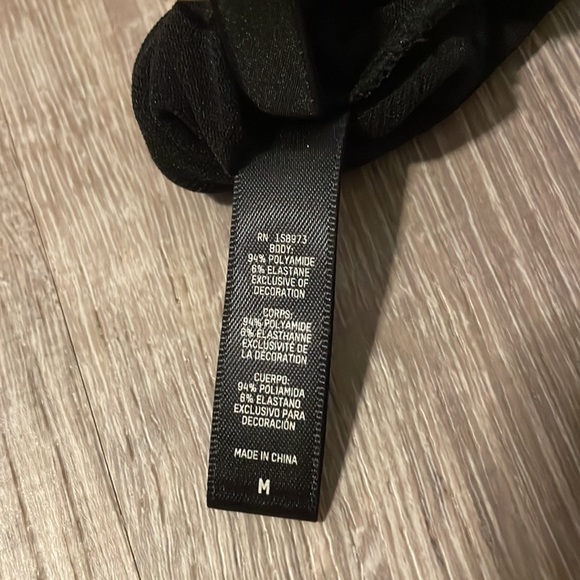 RN 158973
BODY:
94% POLYAMIDE
6% ELASTANE
EXCLUSIVE OF
DECORATION
CORPS:
94% POLYAMIDE
6% ELASTHANNE
EXCLUSIVITÉ DE
LA DÉCORATION
CUERPO:
94% POLIAMIDA
6% ELASTANO
EXCLUSIVO PARA
DECORACIÓN
MADE IN CHINA
M